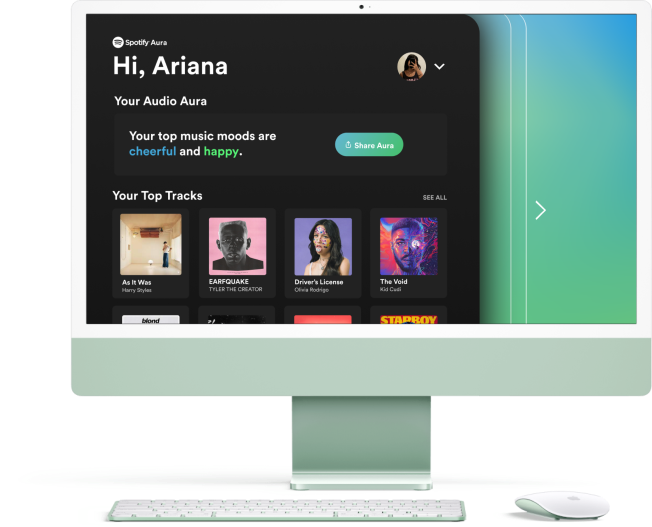 Spotify Aura
Hi, Ariana
Your Audio Aura
Your top music moods are
cheerful and happy.
Share Aura
Your Top Tracks
SEE ALL
As It Was
Harry Styles
EARFQUAKE
TYLER THE CREATOR
Driver's License
Olivia Rodrigo
The Void
Kid Cudi
blond
STARBOY